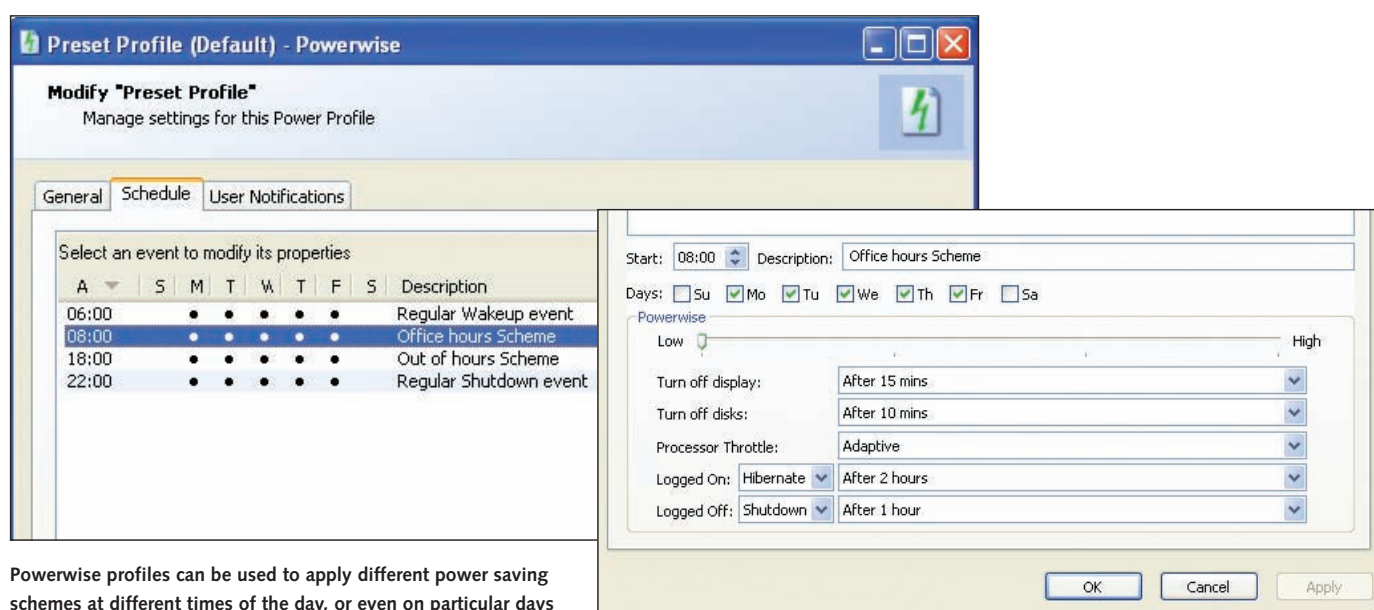 Preset Profile (Default) - Powerwise
Modify "Preset Profile"
Manage settings for this Power Profile
General Schedule User Notifications
Select an event to modify its properties
A S M T W T F S Description
06:00 • • • • • Regular Wakeup event
08:00 • • • • • Office hours Scheme
18:00 • • • • • Out of hours Scheme
22:00 • • • • • Regular Shutdown event
Start: 08:00 Description: Office hours Scheme
Days: Su Mo Tu We Th Fr Sa
Powerwise
Low High
Turn off display: After 15 mins
Turn off disks: After 10 mins
Processor Throttle: Adaptive
Logged On: Hibernate After 2 hours
Logged Off: Shutdown After 1 hour
OK Cancel Apply
Powerwise profiles can be used to apply different power saving
schemes at different times of the day, or even on particular days